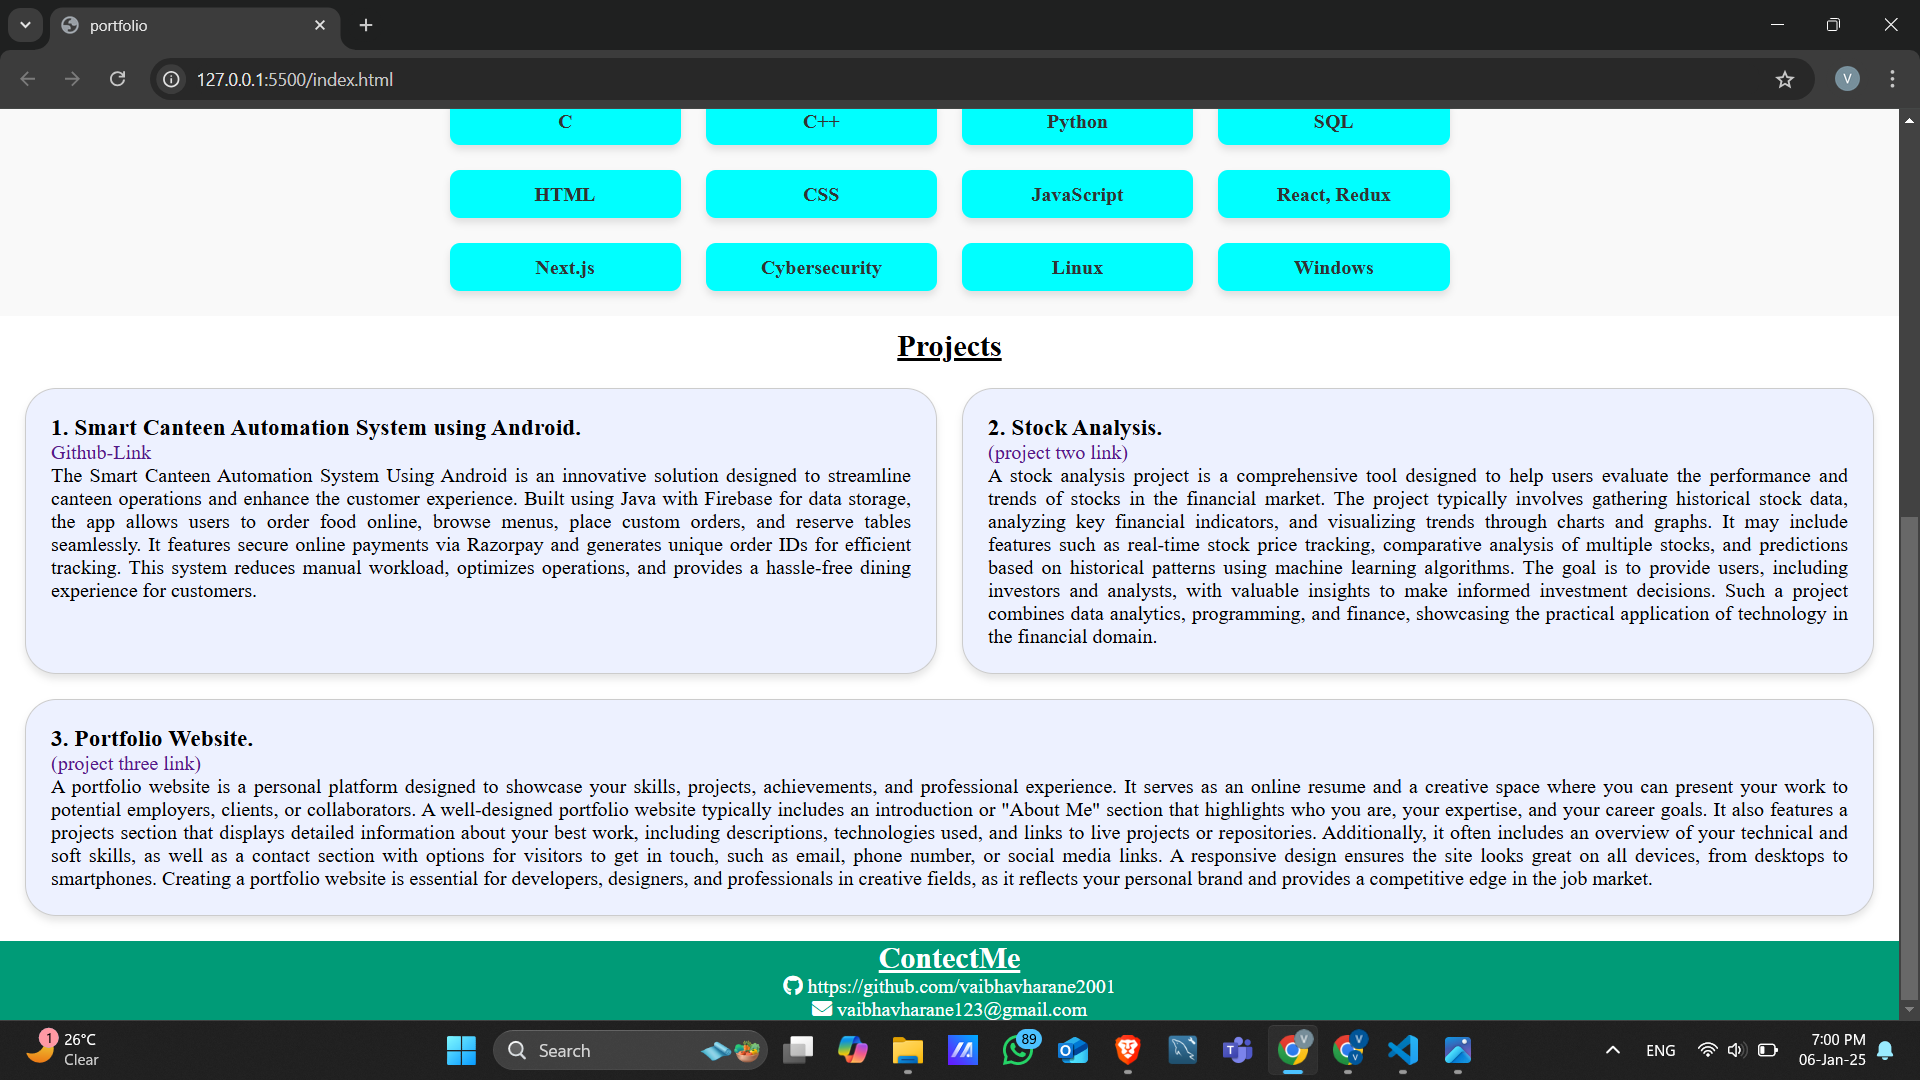 portfolio
127.0.0.1:5500/index.html
V
C
C++
Python
SQL
HTML
CSS
JavaScript
React, Redux
Next.js
Cybersecurity
Linux
Windows
Projects
1. Smart Canteen Automation System using Android.
Github-Link
The Smart Canteen Automation System Using Android is an innovative solution designed to streamline
canteen operations and enhance the customer experience. Built using Java with Firebase for data storage,
the app allows users to order food online, browse menus, place custom orders, and reserve tables
seamlessly. It features secure online payments via Razorpay and generates unique order IDs for efficient
tracking. This system reduces manual workload, optimizes operations, and provides a hassle-free dining
experience for customers.
2. Stock Analysis.
(project two link)
A stock analysis project is a comprehensive tool designed to help users evaluate the performance and
trends of stocks in the financial market. The project typically involves gathering historical stock data,
analyzing key financial indicators, and visualizing trends through charts and graphs. It may include
features such as real-time stock price tracking, comparative analysis of multiple stocks, and predictions
based on historical patterns using machine learning algorithms. The goal is to provide users, including
investors and analysts, with valuable insights to make informed investment decisions. Such a project
combines data analytics, programming, and finance, showcasing the practical application of technology in
the financial domain.
3. Portfolio Website.
(project three link)
A portfolio website is a personal platform designed to showcase your skills, projects, achievements, and professional experience. It serves as an online resume and a creative space where you can present your work to
potential employers, clients, or collaborators. A well-designed portfolio website typically includes an introduction or "About Me" section that highlights who you are, your expertise, and your career goals. It also features a
projects section that displays detailed information about your best work, including descriptions, technologies used, and links to live projects or repositories. Additionally, it often includes an overview of your technical and
soft skills, as well as a contact section with options for visitors to get in touch, such as email, phone number, or social media links. A responsive design ensures the site looks great on all devices, from desktops to
smartphones. Creating a portfolio website is essential for developers, designers, and professionals in creative fields, as it reflects your personal brand and provides a competitive edge in the job market.
ContectMe
https://github.com/vaibhavharane2001
vaibhavharane123@gmail.com
1
26°C
Clear
Search
89
V
V
V
ENG
7:00 PM
06-Jan-25